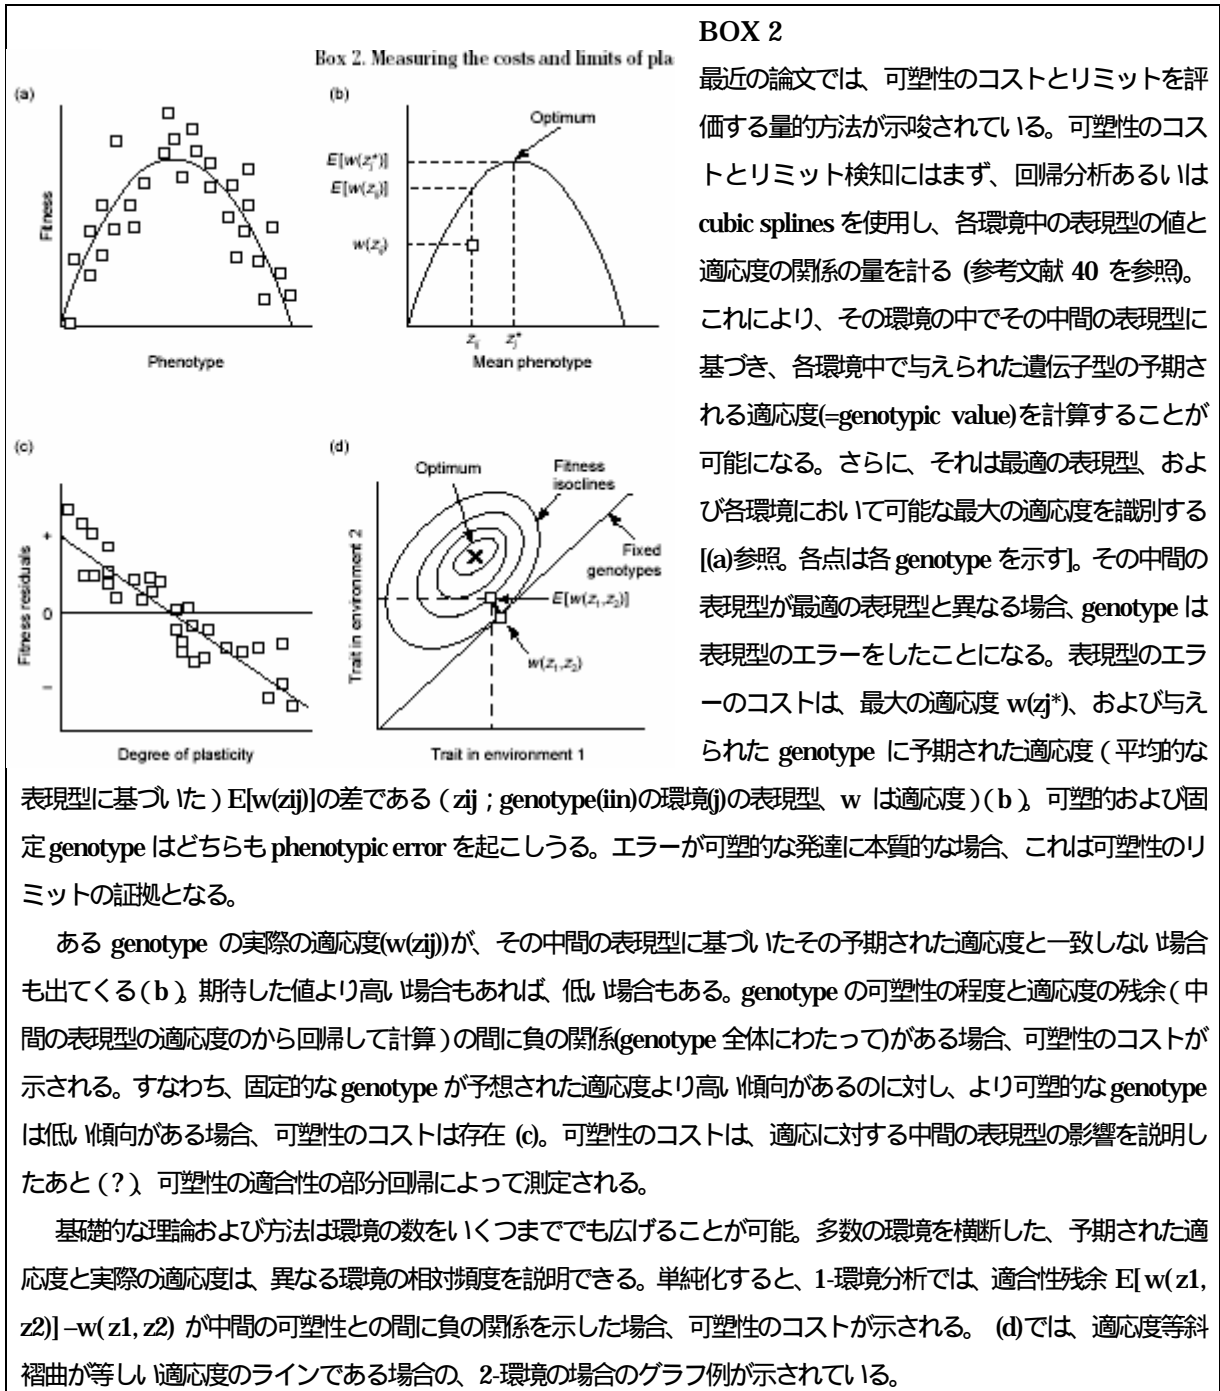 BOX 2
Box 2. Measuring the costs and limits of pla
最近の論文では、可塑性のコストとリミットを評
価する量的方法が示唆されている。可塑性のコス
トとリミット検知にはまず、回帰分析あるいは
cubic splines を使用し、各環境中の表現型の値と
適応度の関係の量を計る (参考文献 40 を参照)。
これにより、その環境の中でその中間の表現型に
基づき、各環境中で与えられた遺伝子型の予期さ
れる適応度(=genotypic value)を計算することが
可能になる。さらに、それは最適の表現型、およ
び各環境において可能な最大の適応度を識別する
[(a)参照。各点は各 genotype を示す]。その中間の
表現型が最適の表現型と異なる場合、genotype は
表現型のエラーをしたことになる。表現型のエラ
ーのコストは、最大の適応度 w(zj*)、および与え
られた genotype に予期された適応度（平均的な
表現型に基づいた）E[w(zij)]の差である（zij；genotype(iin)の環境(j)の表現型、w は適応度）(b)。可塑的および固
定 genotype はどちらも phenotypic error を起こしうる。エラーが可塑的な発達に本質的な場合、これは可塑性のリ
ミットの証拠となる。
ある genotype の実際の適応度(w(zij))が、その中間の表現型に基づいたその予期された適応度と一致しない場合
も出てくる(b)。期待した値より高い場合もあれば、低い場合もある。genotype の可塑性の程度と適応度の残余（中
間の表現型の適応度のから回帰して計算）の間に負の関係(genotype 全体にわたって)がある場合、可塑性のコストが
示される。すなわち、固定的な genotype が予想された適応度より高い傾向があるのに対し、より可塑的な genotype
は低い傾向がある場合、可塑性のコストは存在 (c)。可塑性のコストは、適応に対する中間の表現型の影響を説明し
たあと（?）、可塑性の適合性の部分回帰によって測定される。
基礎的な理論および方法は環境の数をいくつまででも広げることが可能。多数の環境を横断した、予期された適
応度と実際の適応度は、異なる環境の相対頻度を説明できる。単純化すると、1-環境分析では、適合性残余 E[w(z1,
z2)] –w(z1, z2) が中間の可塑性との間に負の関係を示した場合、可塑性のコストが示される。 (d)では、適応度等斜
褶曲が等しい適応度のラインである場合の、2-環境の場合のグラフ例が示されている。
(a)
Fitness
Phenotype
(b)
Optimum
E[w(zj*)]
E[w(zij)]
w(zij)
zij
zj*
Mean phenotype
(c)
Fitness residuals
+
0
–
Degree of plasticity
(d)
Optimum
Fitness
isoclines
Fixed
genotypes
E[w(z1,z2)]
w(z1,z2)
Trait in environment 2
Trait in environment 1